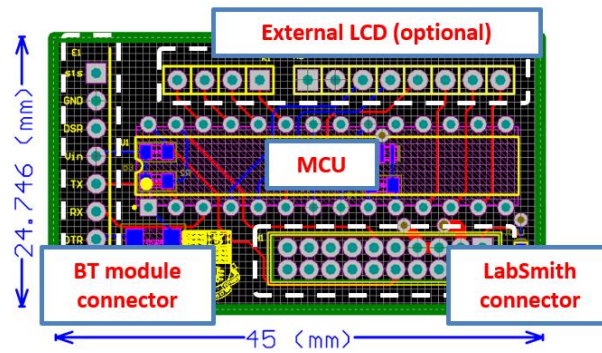 External LCD (optional)
E1
sts
GND
DSR
Vin
TX
RX
DTR
U1
MCU
BT module
connector
LabSmith
connector
24.746 (mm)
45 (mm)